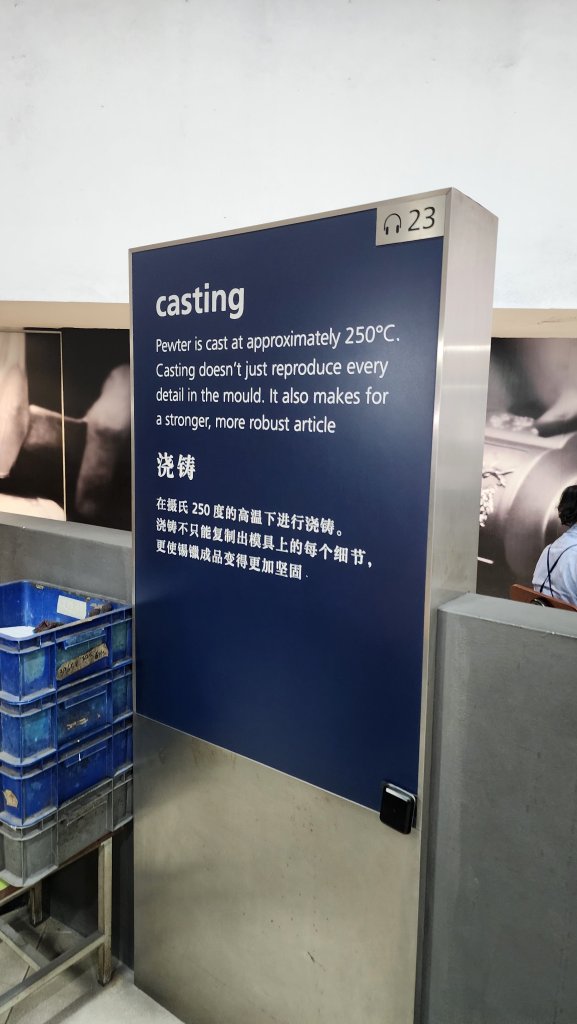 23
casting
Pewter is cast at approximately 250°C.
Casting doesn't just reproduce every
detail in the mould. It also makes for
a stronger, more robust article
浇铸
在摄氏 250 度的高温下进行浇铸。
浇铸不只能复制出模具上的每个细节，
更使锡镴成品变得更加坚固 .